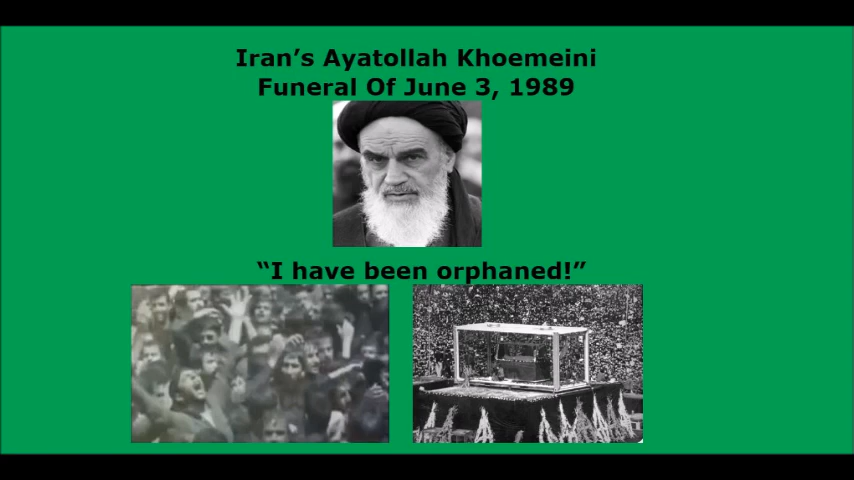 Iran’s Ayatollah Khoemeini
Funeral Of June 3, 1989
“I have been orphaned!”